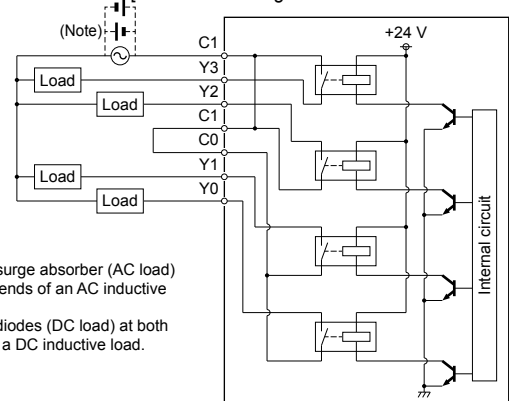 (Note)
+24 V
C1
Y3
Load
Y2
Load
C1
C0
Y1
Load
Y0
Load
Internal circuit
surge absorber (AC load)
ends of an AC inductive
diodes (DC load) at both
a DC inductive load.